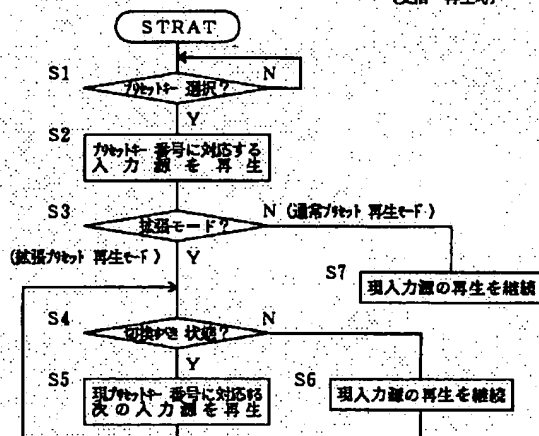 STRAT
S1
プリセットキー 選択?
N
Y
S2
プリセットキー 番号に対応する
入力源を再生
S3
拡張モード?
N (通常プリセット 再生モード)
(拡張プリセット 再生モード)
Y
S7
現入力源の再生を継続
S4
切換 状態?
N
Y
S5
現プリセットキー 番号に対応する
次の入力源を再生
S6
現入力源の再生を継続